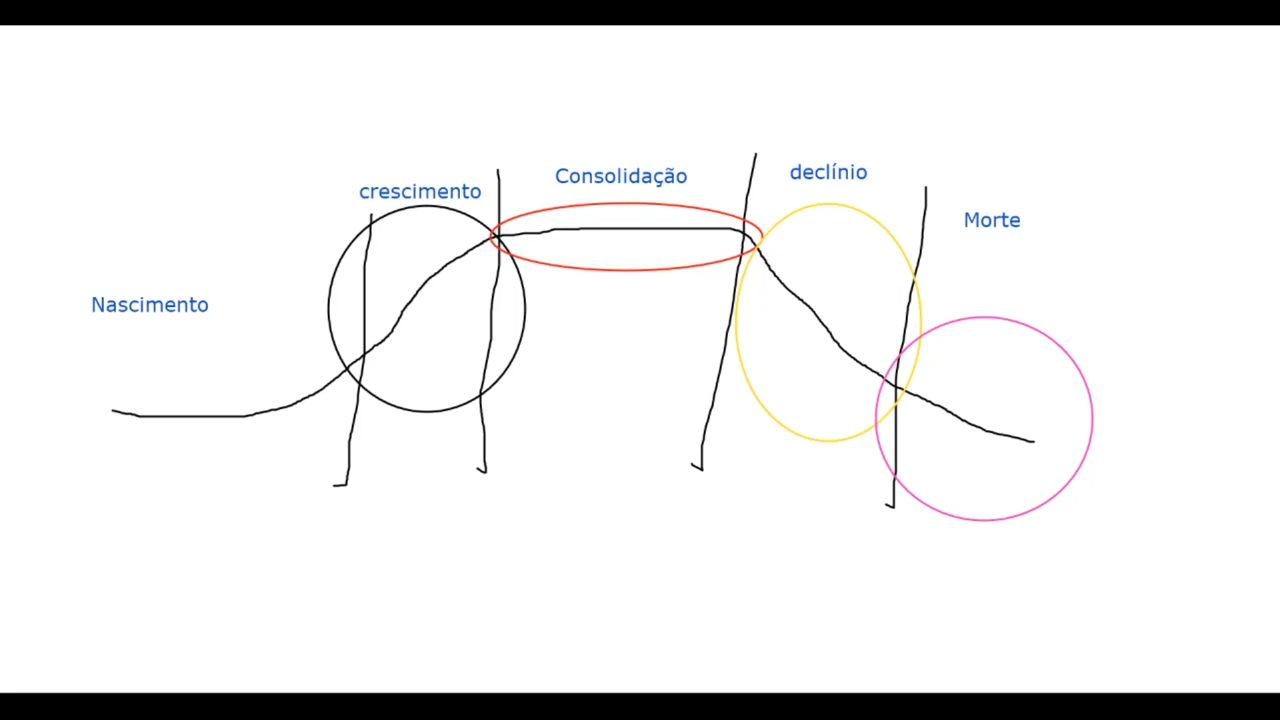 Nascimento
crescimento
Consolidação
declínio
Morte